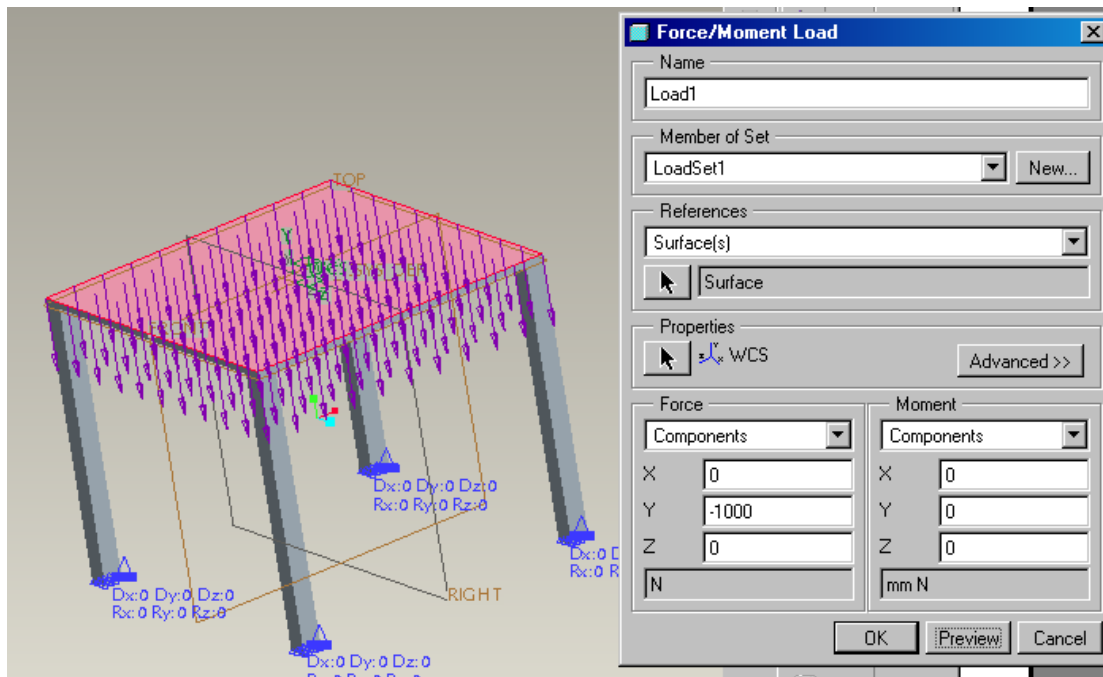 TOP
Y
FRONT
Z
RIGHT
Dx:0 Dy:0 Dz:0
Rx:0 Ry:0 Rz:0
Dx:0 D
Rx:0 R
Dx:0 Dy:0 Dz:0
Rx:0 Ry:0 Rz:0
Dx:0 Dy:0 Dz:0
Force/Moment Load
Name
Load1
Member of Set
LoadSet1 New...
References
Surface(s)
Surface
Properties
WCS Advanced >>
Force Moment
Components Components
X 0 X 0
Y -1000 Y 0
Z 0 Z 0
N mm N
OK Preview Cancel